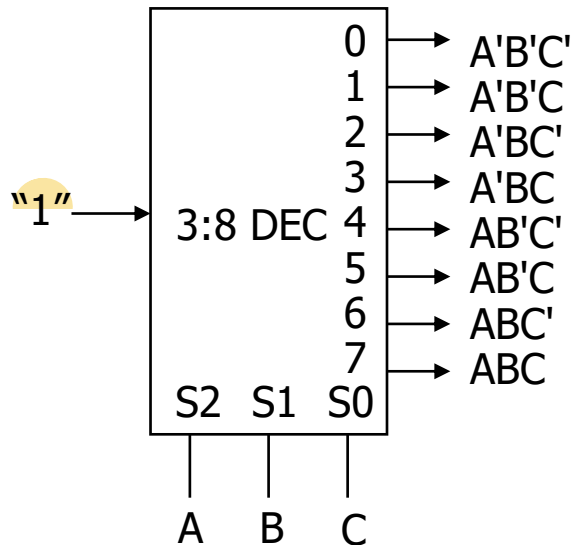 0 A'B'C'
1 A'B'C
2 A'BC'
3 A'BC
“1”
3:8 DEC 4 AB'C'
5 AB'C
6 ABC'
7 ABC
S2 S1 S0
A B C